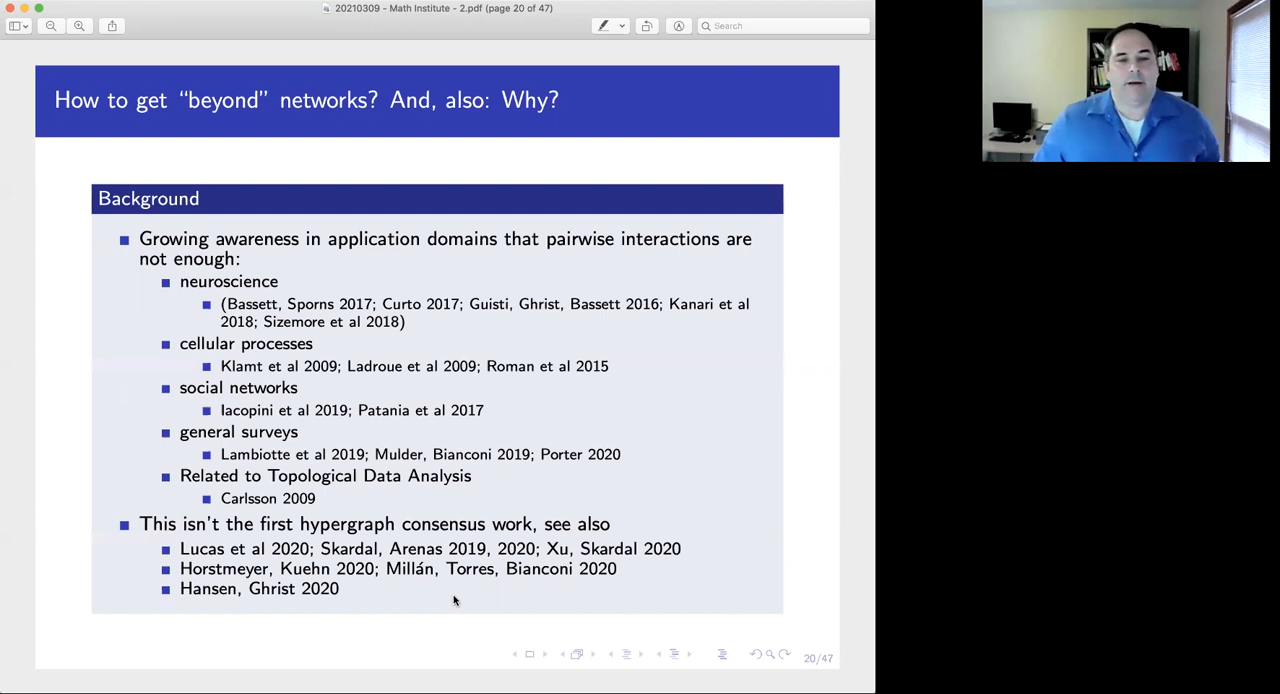 20210309 - Math Institute - 2.pdf (page 20 of 47)
Search
How to get “beyond” networks? And, also: Why?
Background
Growing awareness in application domains that pairwise interactions are
not enough:
neuroscience
(Bassett, Sporns 2017; Curto 2017; Guisti, Ghrist, Bassett 2016; Kanari et al
2018; Sizemore et al 2018)
cellular processes
Klamt et al 2009; Ladroue et al 2009; Roman et al 2015
social networks
Iacopini et al 2019; Patania et al 2017
general surveys
Lambiotte et al 2019; Mulder, Bianconi 2019; Porter 2020
Related to Topological Data Analysis
Carlsson 2009
This isn't the first hypergraph consensus work, see also
Lucas et al 2020; Skardal, Arenas 2019, 2020; Xu, Skardal 2020
Horstmeyer, Kuehn 2020; Millán, Torres, Bianconi 2020
Hansen, Ghrist 2020
20/47